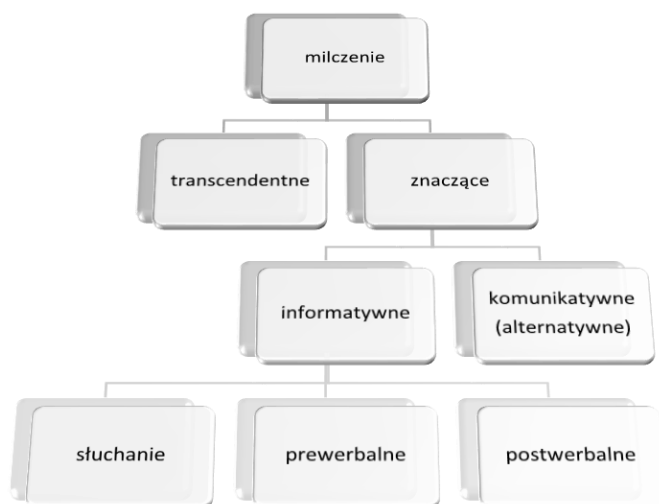 milczenie
transcendentne
znaczące
informatywne
komunikatywne
(alternatywne)
słuchanie
prewerbalne
postwerbalne